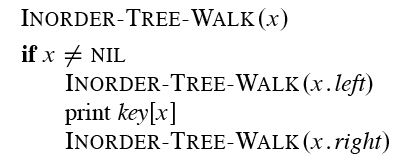 INORDER-TREE-WALK(x)
if x ≠ NIL
INORDER-TREE-WALK(x.left)
print key[x]
INORDER-TREE-WALK(x.right)